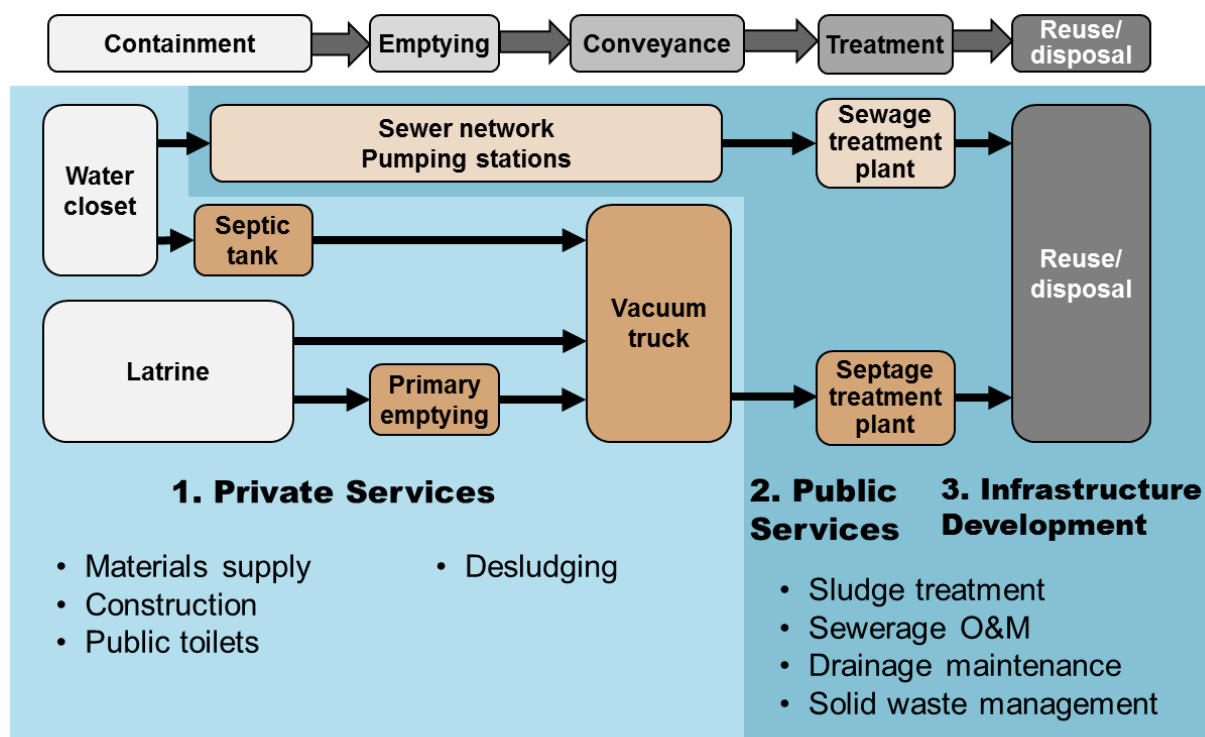 Containment
Emptying
Conveyance
Treatment
Reuse/
disposal
Water
closet
Sewer network
Pumping stations
Sewage
treatment
plant
Septic
tank
Reuse/
disposal
Vacuum
truck
Latrine
Primary
emptying
Septage
treatment
plant
1. Private Services
• Materials supply
• Construction
• Public toilets
• Desludging
2. Public
Services
3. Infrastructure
Development
• Sludge treatment
• Sewerage O&M
• Drainage maintenance
• Solid waste management